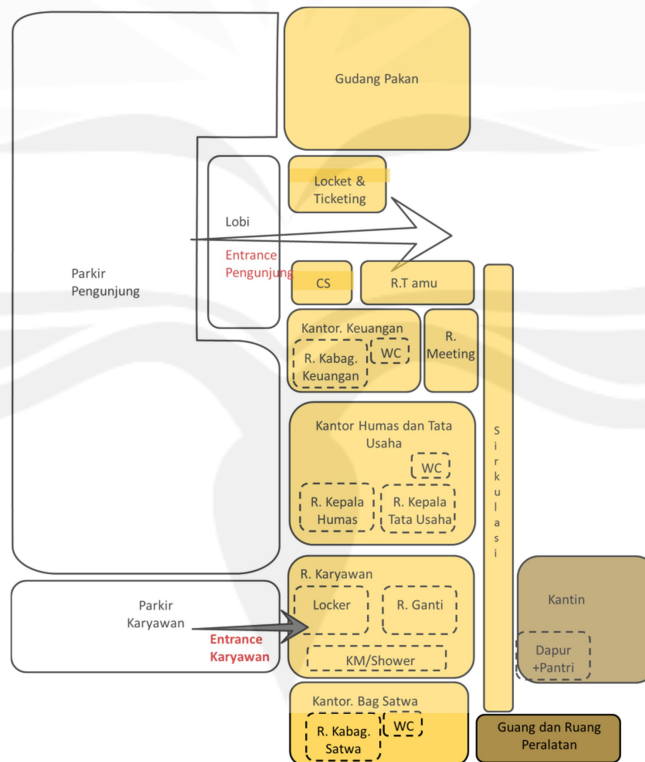 Gudang Pakan
Locket &
Ticketing
Lobi
Entrance
Pengunjung
Parkir
Pengunjung
CS
R.T amu
Kantor. Keuangan
R. Kabag.
Keuangan
WC
R.
Meeting
Kantor Humas dan Tata
Usaha
WC
R. Kepala
Humas
R. Kepala
Tata Usaha
Sirkulasi
R. Karyawan
Locker
R. Ganti
KM/Shower
Parkir
Karyawan
Entrance
Karyawan
Kantin
Dapur
+Pantri
Kantor. Bag Satwa
R. Kabag.
Satwa
WC
Guang dan Ruang
Peralatan